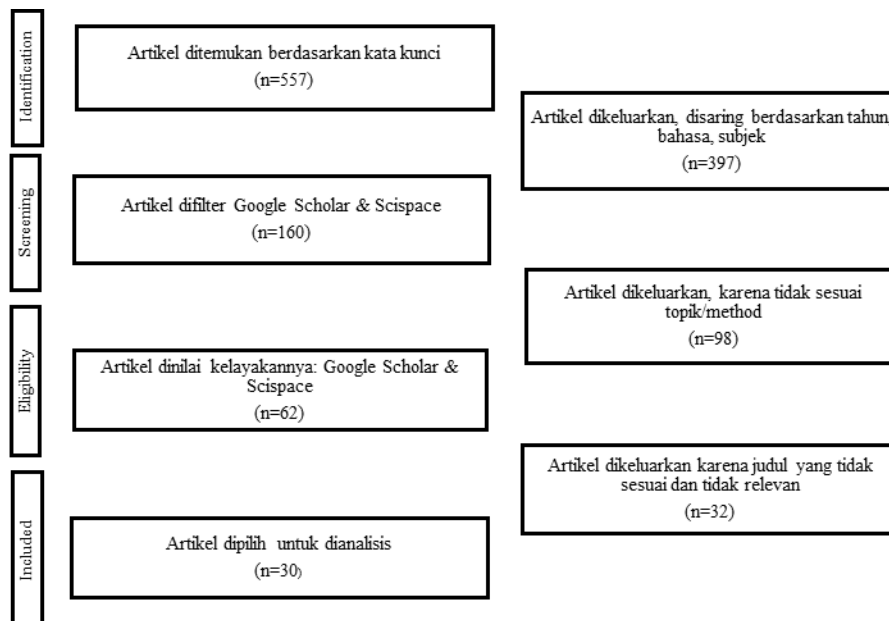 Identification
Artikel ditemukan berdasarkan kata kunci
(n=557)
Artikel dikeluarkan, disaring berdasarkan tahun,
bahasa, subjek
(n=397)
Screening
Artikel difilter Google Scholar & Scispace
(n=160)
Artikel dikeluarkan, karena tidak sesuai
topik/method
(n=98)
Eligibility
Artikel dinilai kelayakannya: Google Scholar &
Scispace
(n=62)
Artikel dikeluarkan karena judul yang tidak
sesuai dan tidak relevan
(n=32)
Included
Artikel dipilih untuk dianalisis
(n=30)